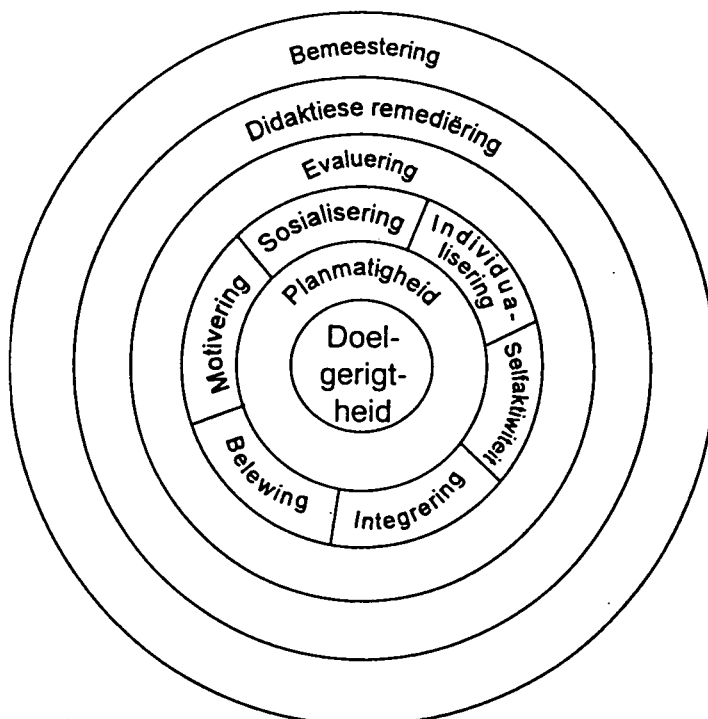 Bemeestering
Didaktiese remediëring
Evaluering
Sosialisering
Individua-
lisering
Selfaktiwiteit
Integrering
Belewing
Motivering
Planmatigheid
Doel-
gerigt-
heid